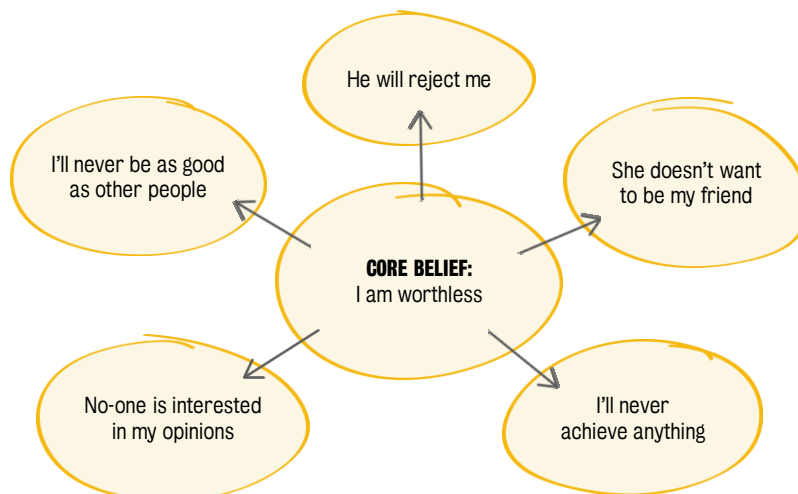 He will reject me
I'll never be as good
as other people
She doesn't want
to be my friend
CORE BELIEF:
I am worthless
No-one is interested
in my opinions
I'll never
achieve anything